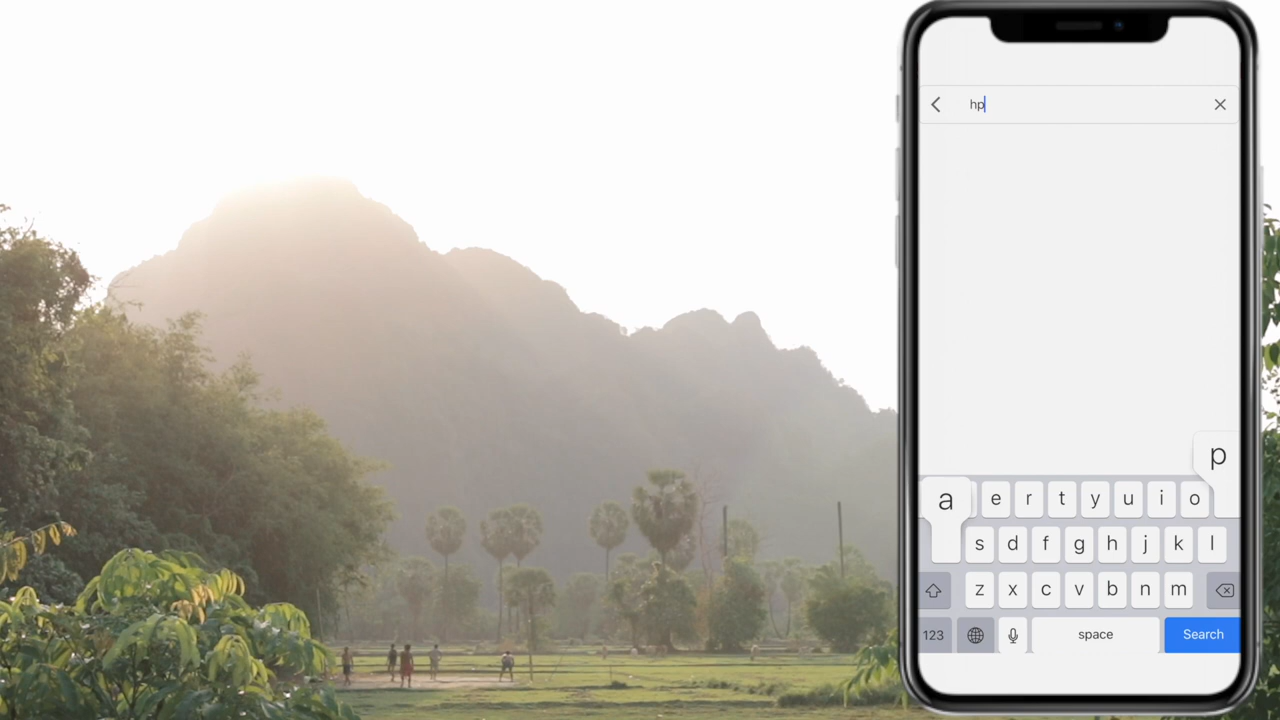 hp
p
a e r t y u i o
s d f g h j k l
z x c v b n m
123 space Search